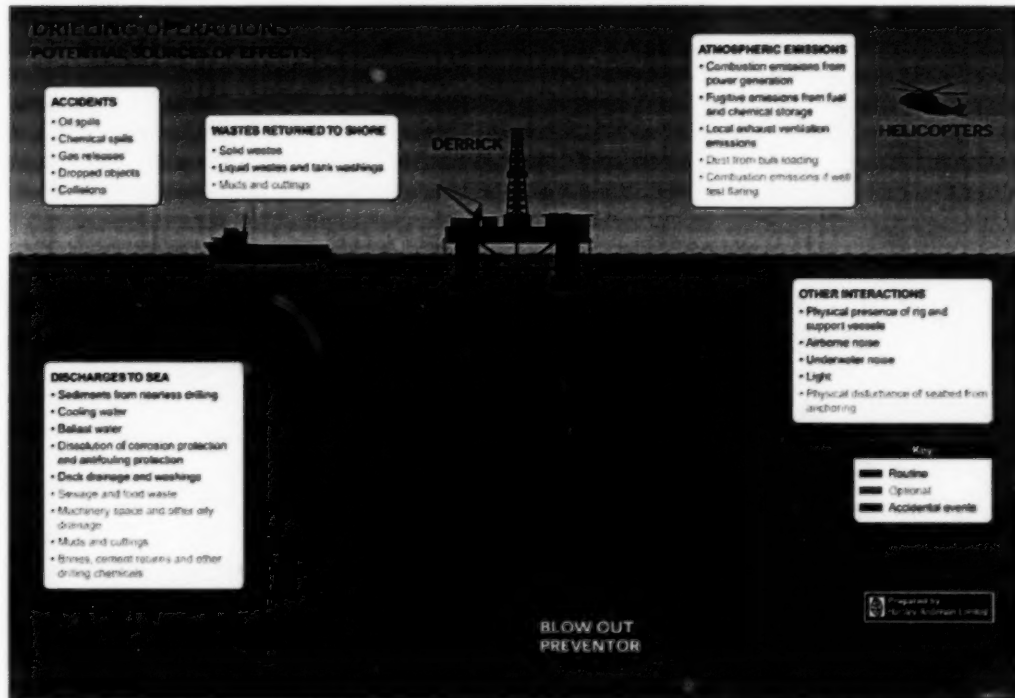 DRILLING OPERATIONS
POTENTIAL SOURCES OF EFFECTS
ACCIDENTS
• Oil spills
• Chemical spills
• Gas releases
• Dropped objects
• Collisions
WASTES RETURNED TO SHORE
• Solid wastes
• Liquid wastes and tank washings
• Muds and cuttings
DERRICK
ATMOSPHERIC EMISSIONS
• Combustion emissions from
power generation
• Fugitive emissions from fuel
and chemical storage
• Local exhaust ventilation
emissions
• Dust from bulk loading
• Combustion emissions if well
test flaring
HELICOPTERS
OTHER INTERACTIONS
• Physical presence of rig and
support vessels
• Airborne noise
• Underwater noise
• Light
• Physical disturbance of seabed from
anchoring
DISCHARGES TO SEA
• Sediments from riserless drilling
• Cooling water
• Ballast water
• Dissolution of corrosion protection
and antifouling protection
• Deck drainage and washings
• Sewage and food waste
• Machinery space and other oily
drainage
• Muds and cuttings
• Brines, cement returns and other
drilling chemicals
Key
Routine
Optional
Accidental events
Prepared by
Hartley Anderson Limited
BLOW OUT
PREVENTOR